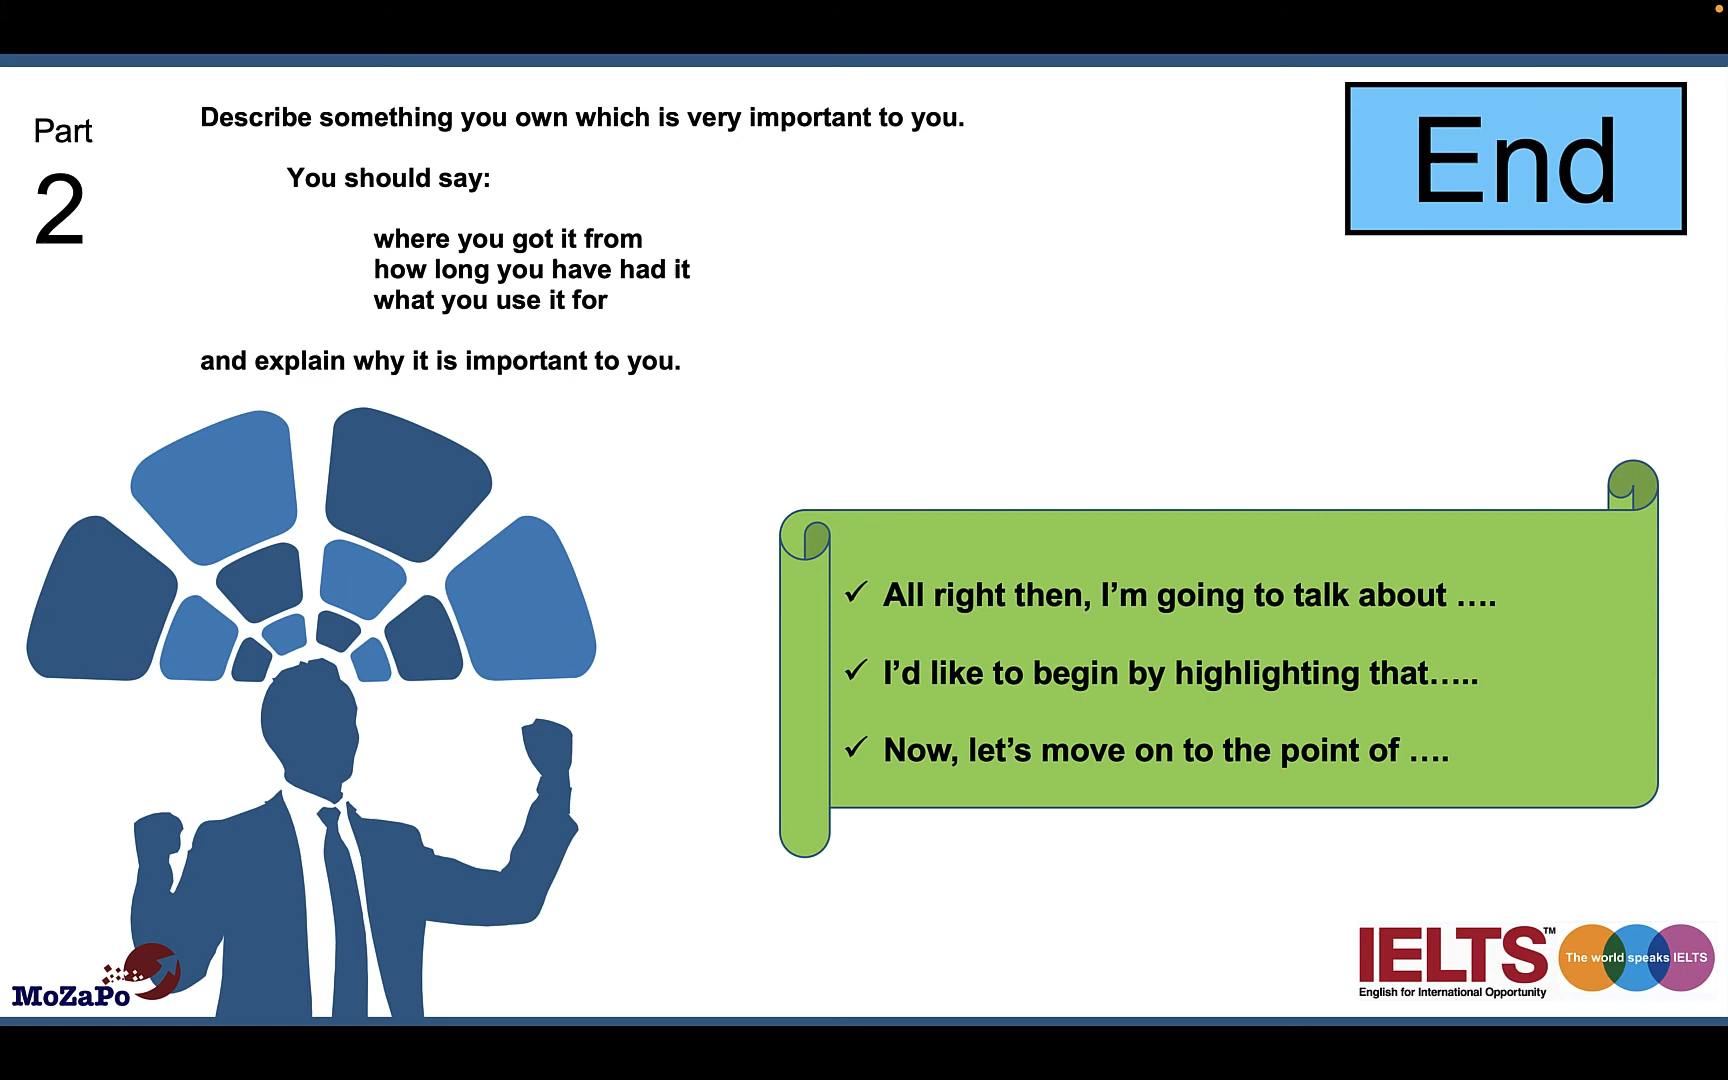 Part
2
Describe something you own which is very important to you.
You should say:
where you got it from
how long you have had it
what you use it for
and explain why it is important to you.
End
✓ All right then, I’m going to talk about ….
✓ I’d like to begin by highlighting that…..
✓ Now, let’s move on to the point of ….
MoZaPo
IELTS™
English for International Opportunity
The world speaks IELTS